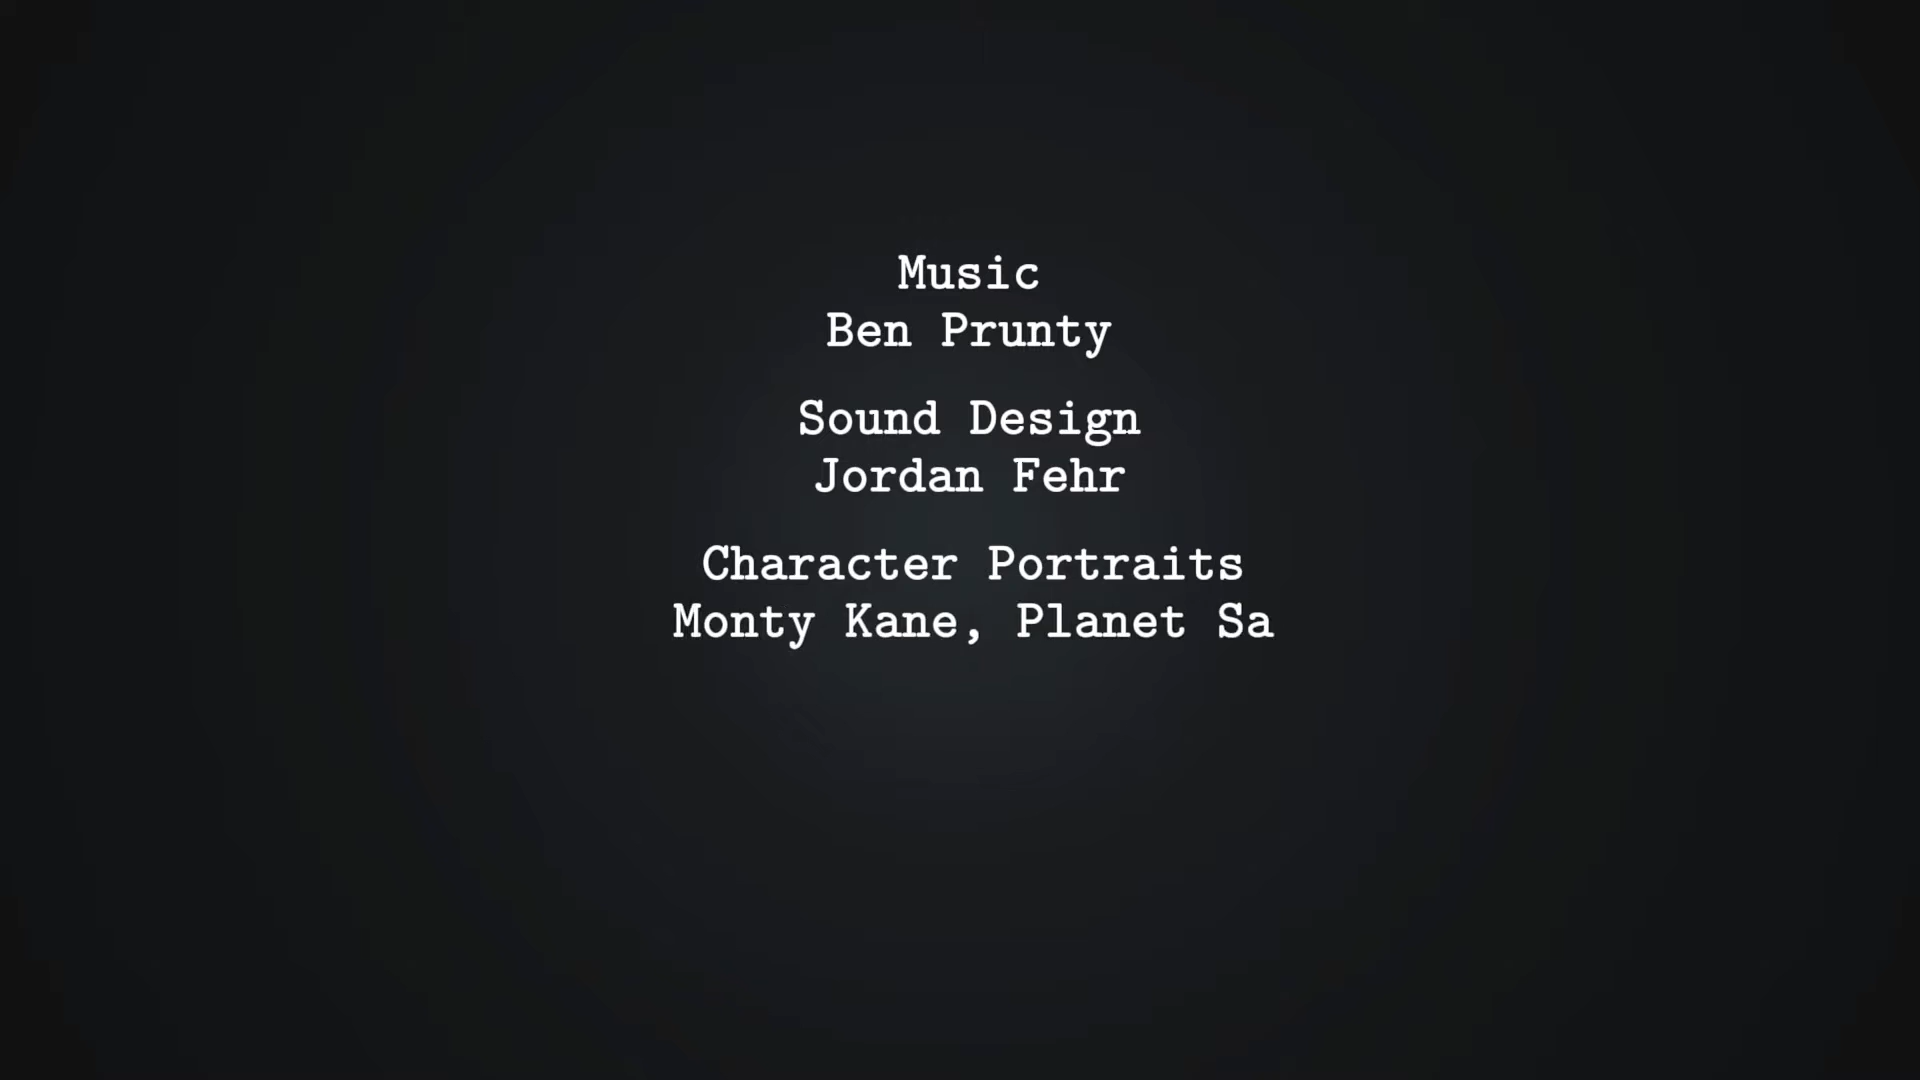 Music
Ben Prunty
Sound Design
Jordan Fehr
Character Portraits
Monty Kane, Planet Sa